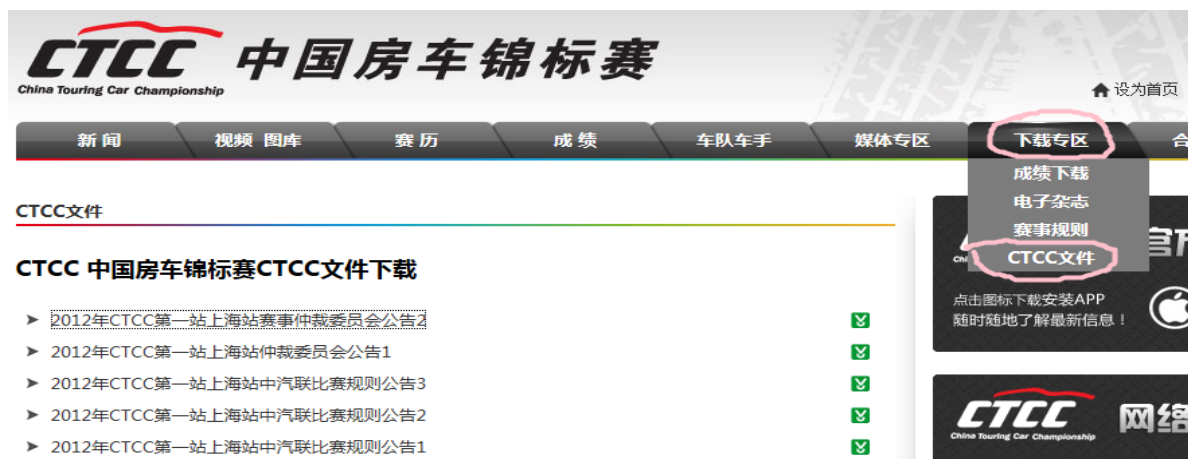 CTCC 中国房车锦标赛
China Touring Car Championship
设为首页
新闻 视频 图库 赛历 成绩 车队车手 媒体专区 下载专区 合
成绩下载
电子杂志
赛事规则
CTCC文件
CTCC文件
CTCC 中国房车锦标赛CTCC文件下载
2012年CTCC第一站上海站赛事仲裁委员会公告2
2012年CTCC第一站上海站仲裁委员会公告1
2012年CTCC第一站上海站中汽联比赛规则公告3
2012年CTCC第一站上海站中汽联比赛规则公告2
2012年CTCC第一站上海站中汽联比赛规则公告1
官方
点击图标下载安装APP
随时随地了解最新信息！
CTCC 网络
China Touring Car Championship